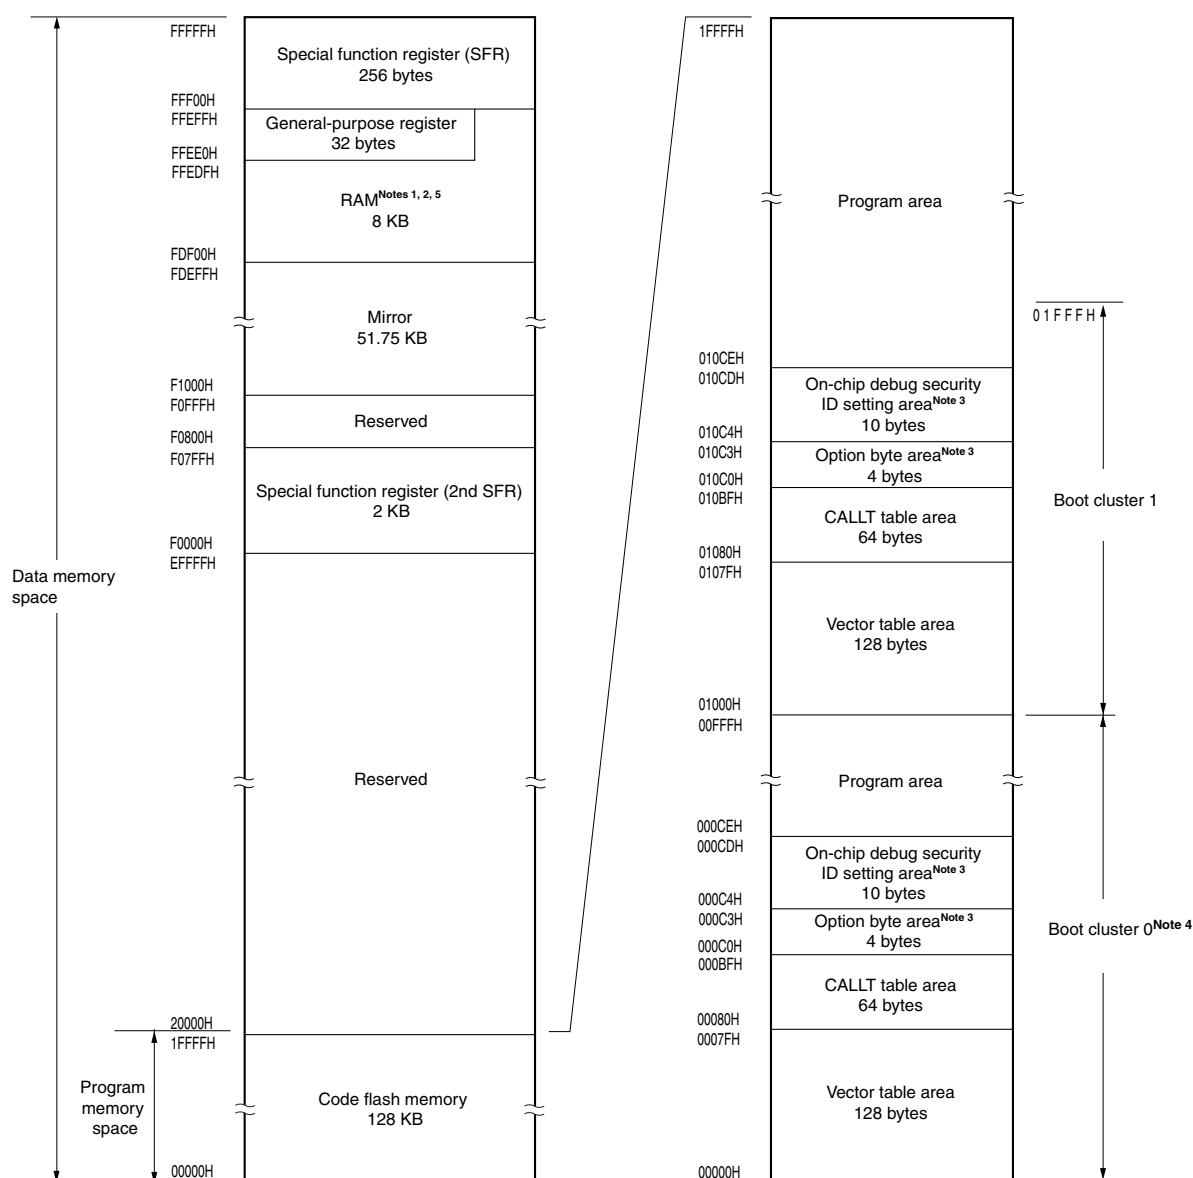 FFFFFH
Special function register (SFR)
256 bytes
FFF00H
FFEFFH
General-purpose register
32 bytes
FFEE0H
FFEDFH
RAMNotes 1, 2, 5
8 KB
FDF00H
FDEFFH
Mirror
51.75 KB
F1000H
F0FFFH
Reserved
F0800H
F07FFH
Special function register (2nd SFR)
2 KB
F0000H
EFFFFH
Data memory
space
Reserved
20000H
1FFFFH
Program
memory
space
Code flash memory
128 KB
00000H
1FFFFH
Program area
01FFFH
010CEH
010CDH
On-chip debug security
ID setting areaNote 3
10 bytes
010C4H
010C3H
Option byte areaNote 3
4 bytes
010C0H
010BFH
CALLT table area
64 bytes
01080H
0107FH
Boot cluster 1
Vector table area
128 bytes
01000H
00FFFH
Program area
000CEH
000CDH
On-chip debug security
ID setting areaNote 3
10 bytes
000C4H
000C3H
Option byte areaNote 3
4 bytes
000C0H
000BFH
Boot cluster 0Note 4
CALLT table area
64 bytes
00080H
0007FH
Vector table area
128 bytes
00000H